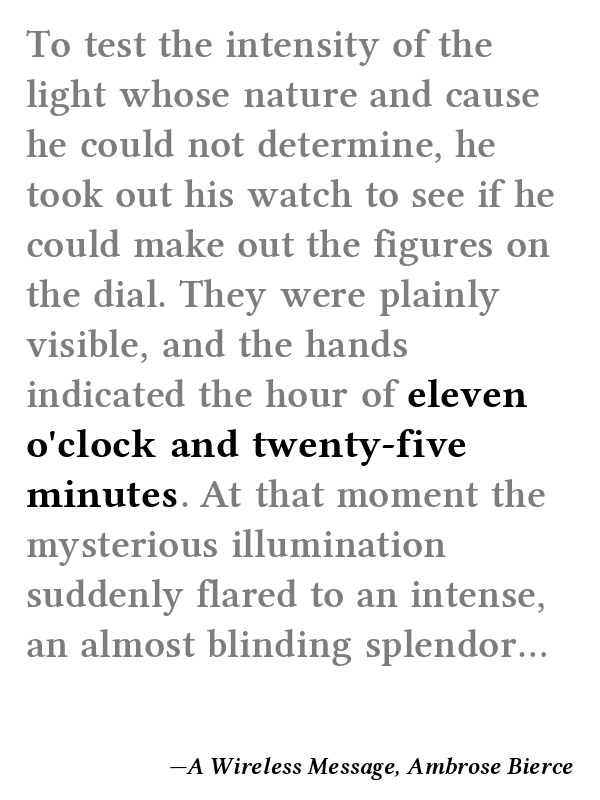 To test the intensity of the
light whose nature and cause
he could not determine, he
took out his watch to see if he
could make out the figures on
the dial. They were plainly
visible, and the hands
indicated the hour of eleven
o'clock and twenty-five
minutes. At that moment the
mysterious illumination
suddenly flared to an intense,
an almost blinding splendor...
—A Wireless Message, Ambrose Bierce